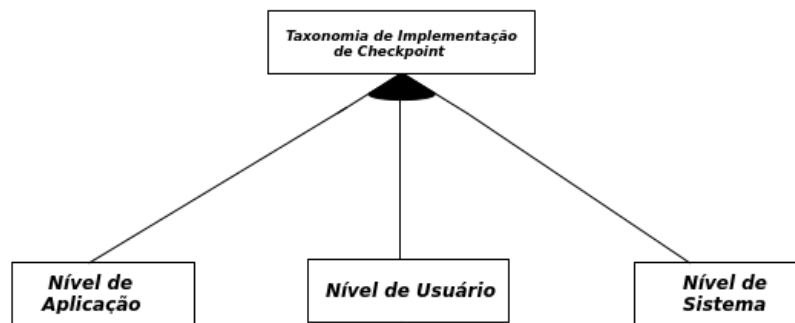 Taxonomia de Implementação
de Checkpoint
Nível de
Aplicação
Nível de Usuário
Nível de
Sistema